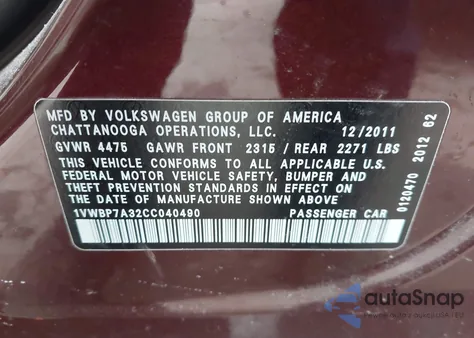 MFD BY VOLKSWAGEN GROUP OF AMERICA
CHATTANOOGA OPERATIONS, LLC. 12/2011
GVWR 4475 GAWR FRONT 2315 / REAR 2271 LBS
THIS VEHICLE CONFORMS TO ALL APPLICABLE U.S.
FEDERAL MOTOR VEHICLE SAFETY, BUMPER AND
THEFT PREVENTION STANDARDS IN EFFECT ON
THE DATE OF MANUFACTURE SHOWN ABOVE
1VWBP7A32CC040490 PASSENGER CAR
0120470 2012 62
autoSnap